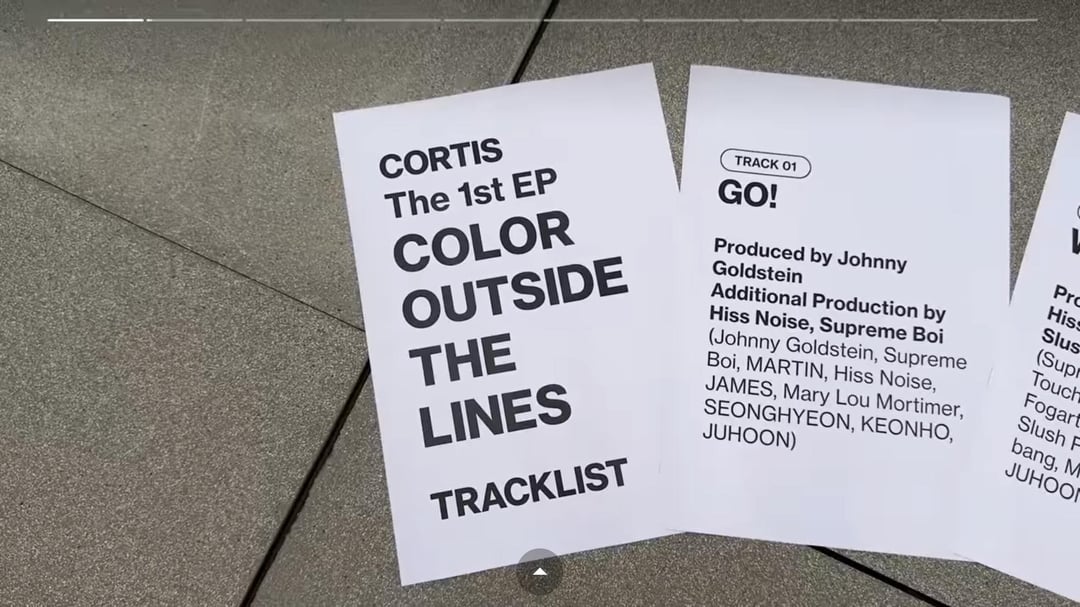 CORTIS
The 1st EP
COLOR
OUTSIDE
THE
LINES
TRACKLIST
TRACK 01
GO!
Produced by Johnny
Goldstein
Additional Production by
Hiss Noise, Supreme Boi
(Johnny Goldstein, Supreme
Boi, MARTIN, Hiss Noise,
JAMES, Mary Lou Mortimer,
SEONGHYEON, KEONHO,
JUHOON)